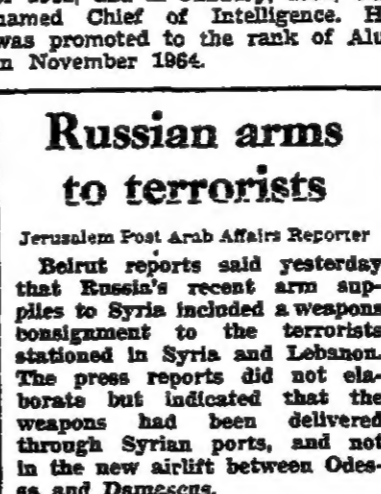 named Chief of Intelligence. H
was promoted to the rank of Alu
n November 1964.
Russian arms
to terrorists
Jerusalem Post Arab Affairs Reporter
Beirut reports said yesterday
that Russia's recent arm sup-
plies to Syria included a weapons
consignment to the terrorists
stationed in Syria and Lebanon.
The press reports did not ela-
borate but indicated that the
weapons had been delivered
through Syrian ports, and not
in the new airlift between Odes-
sa and Damascus.